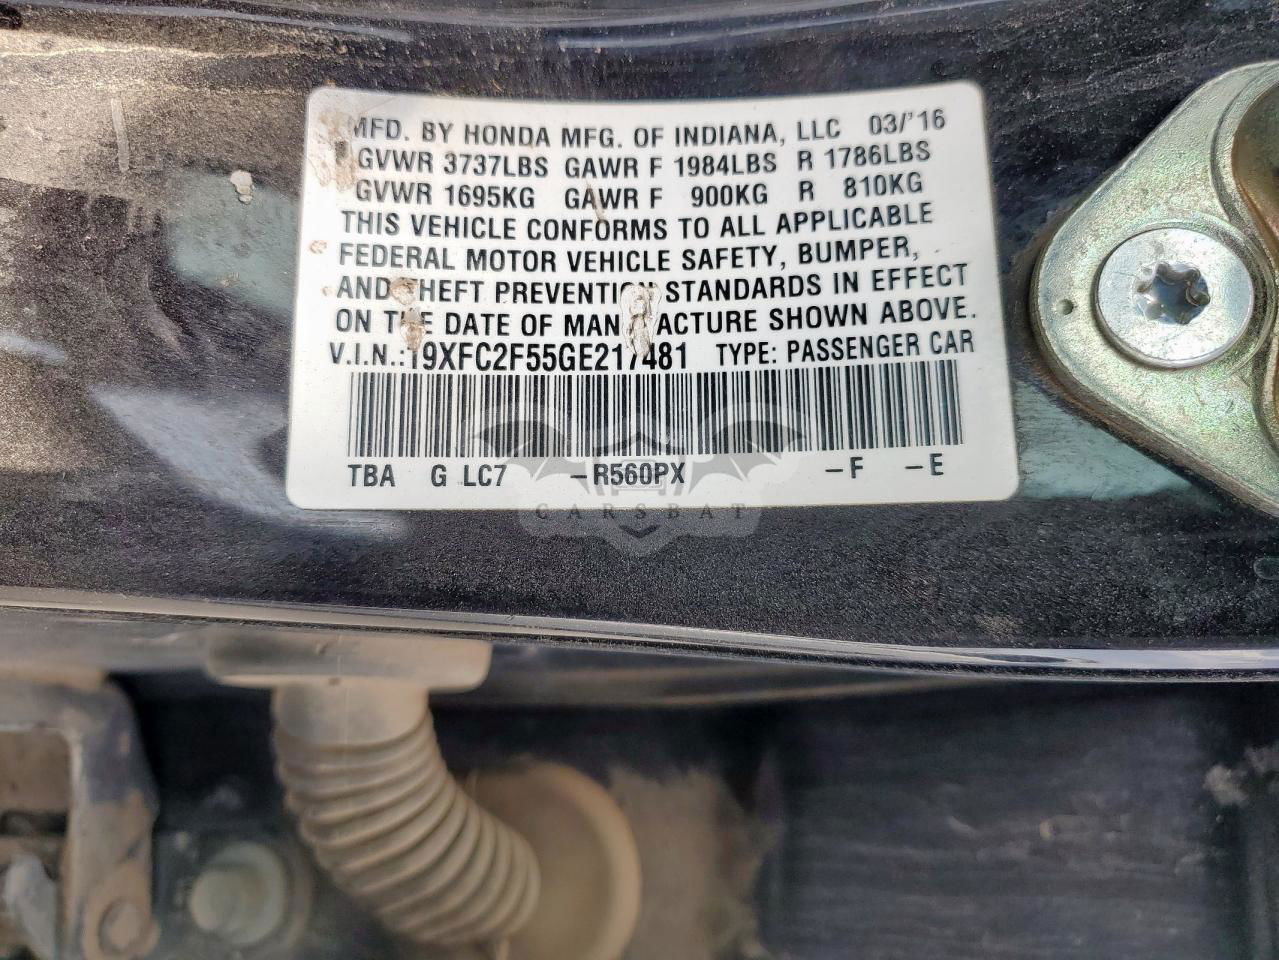 MFD. BY HONDA MFG. OF INDIANA, LLC 03/'16
GVWR 3737LBS GAWR F 1984LBS R 1786LBS
GVWR 1695KG GAWR F 900KG R 810KG
THIS VEHICLE CONFORMS TO ALL APPLICABLE
FEDERAL MOTOR VEHICLE SAFETY, BUMPER,
AND THEFT PREVENTION STANDARDS IN EFFECT
ON THE DATE OF MANUFACTURE SHOWN ABOVE.
V.I.N.: 19XFC2F55GE217481 TYPE: PASSENGER CAR
TBA G LC7 -R560PX -F -E
CARSBAT